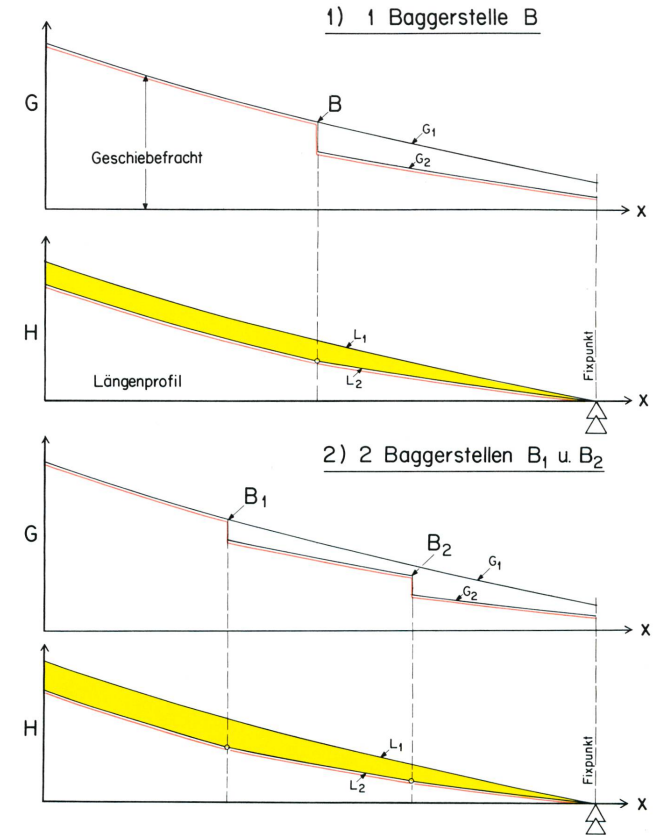 1) 1 Baggerstelle B
G
B
G₁
Geschiebefracht
G₂
X
H
L₁
Fixpunkt
Längenprofil
L₂
X
2) 2 Baggerstellen B₁ u. B₂
B₁
G
B₂
G₁
G₂
X
H
L₁
L₂
Fixpunkt
X